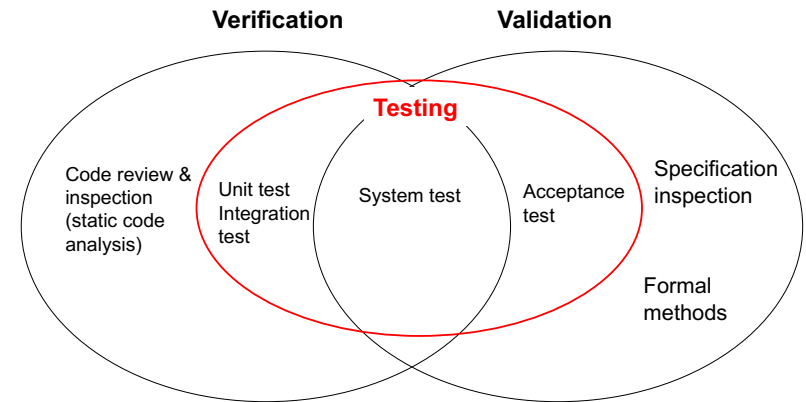 Verification
Validation
Testing
Code review &
inspection
(static code
analysis)
Unit test
Integration
test
System test
Acceptance
test
Specification
inspection
Formal
methods